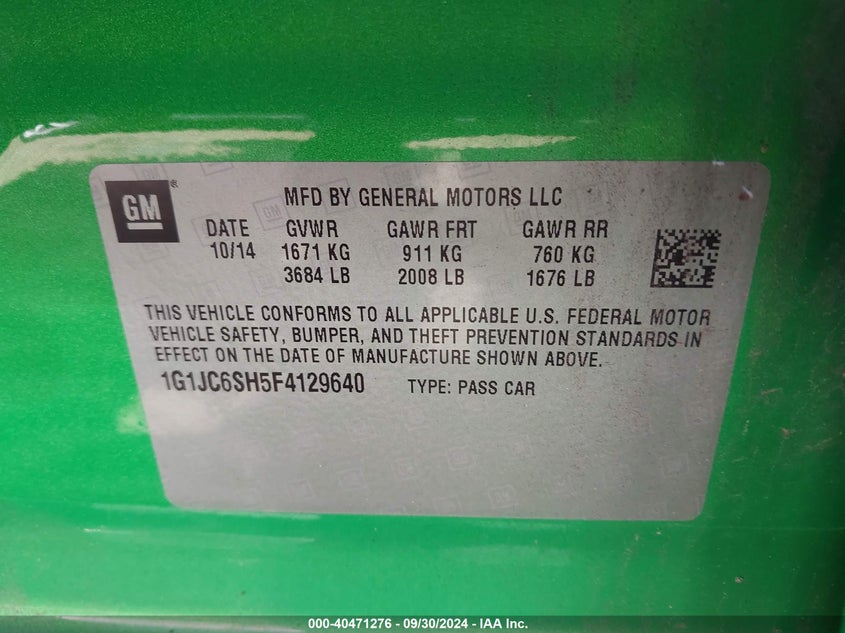 GM®
MFD BY GENERAL MOTORS LLC
DATE GVWR GAWR FRT GAWR RR
10/14 1671 KG 911 KG 760 KG
3684 LB 2008 LB 1676 LB
THIS VEHICLE CONFORMS TO ALL APPLICABLE U.S. FEDERAL MOTOR
VEHICLE SAFETY, BUMPER, AND THEFT PREVENTION STANDARDS IN
EFFECT ON THE DATE OF MANUFACTURE SHOWN ABOVE.
1G1JC6SH5F4129640 TYPE: PASS CAR
000-40471276 - 09/30/2024 - IAA Inc.